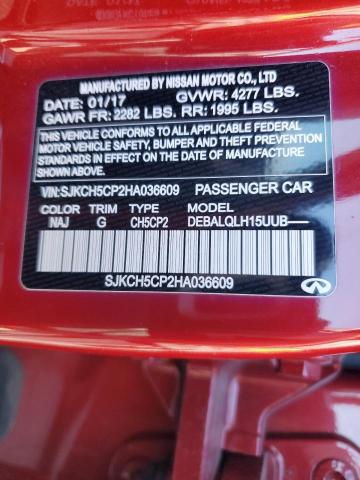 MANUFACTURED BY NISSAN MOTOR CO., LTD
DATE: 01/17 GVWR: 4277 LBS.
GAWR FR: 2282 LBS. RR: 1995 LBS.
THIS VEHICLE CONFORMS TO ALL APPLICABLE FEDERAL
MOTOR VEHICLE SAFETY, BUMPER AND THEFT PREVENTION
STANDARDS IN EFFECT ON THE DATE OF MANUFACTURE
SHOWN ABOVE.
VIN: SJKCH5CP2HA036609 PASSENGER CAR
COLOR TRIM TYPE MODEL
NAJ G CH5CP2 DEBALQLH15UUB
SJKCH5CP2HA036609